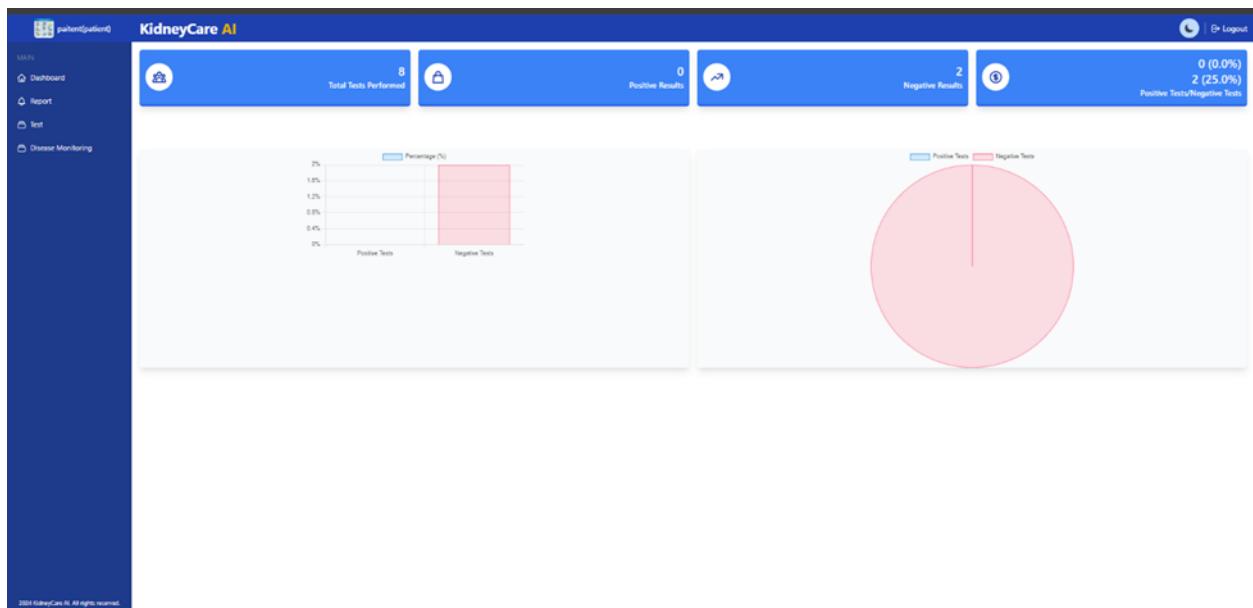 paitent(patient)
KidneyCare AI
Logout
MAIN
Dashboard
Report
Test
Disease Monitoring
8
Total Tests Performed
0
Positive Results
2
Negative Results
0 (0.0%)
2 (25.0%)
Positive Tests/Negative Tests
Percentage (%)
2%
1.6%
1.2%
0.8%
0.4%
0%
Positive Tests
Negative Tests
Positive Tests
Negative Tests
2024 KidneyCare AI. All rights reserved.